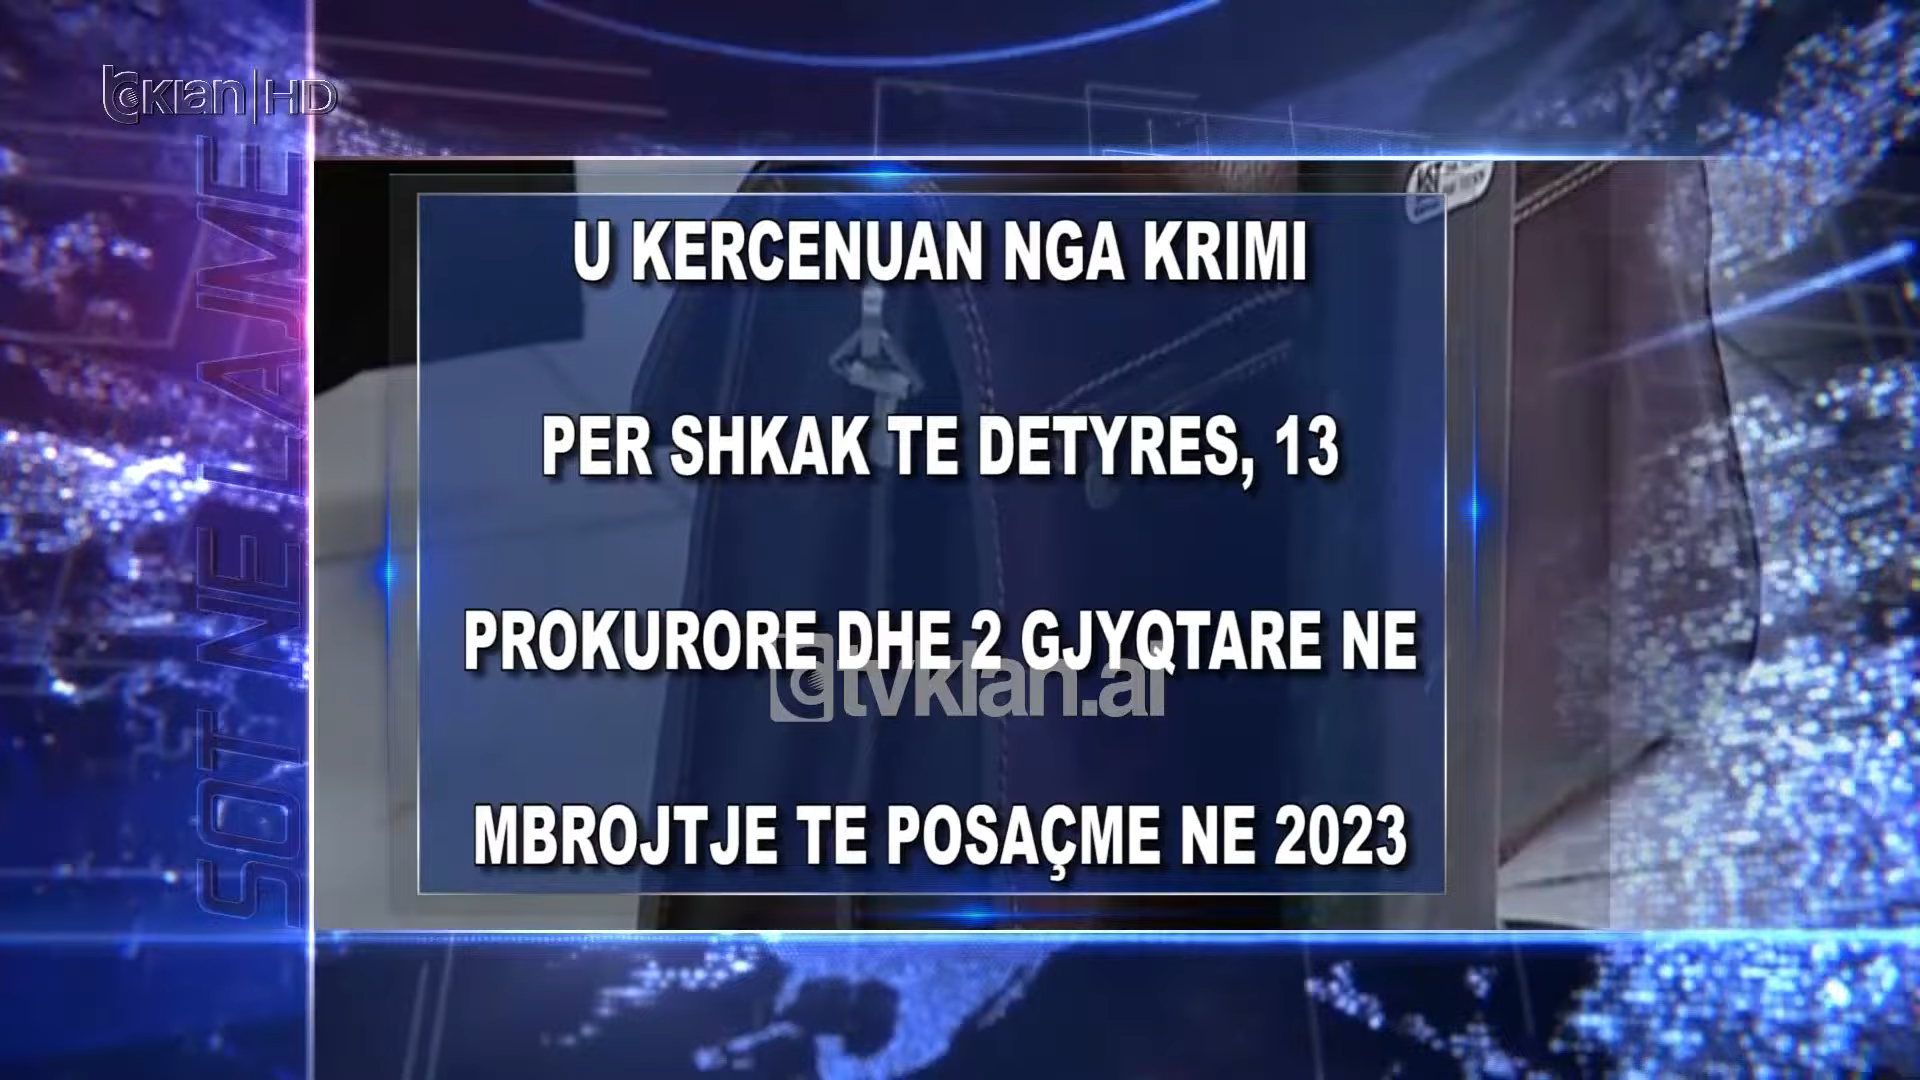 tvKlan|HD
SOT NE LAJME
U KERCENUAN NGA KRIMI
PER SHKAK TE DETYRES, 13
PROKURORE DHE 2 GJYQTARE NE
tvklan.al
MBROJTJE TE POSAÇME NE 2023